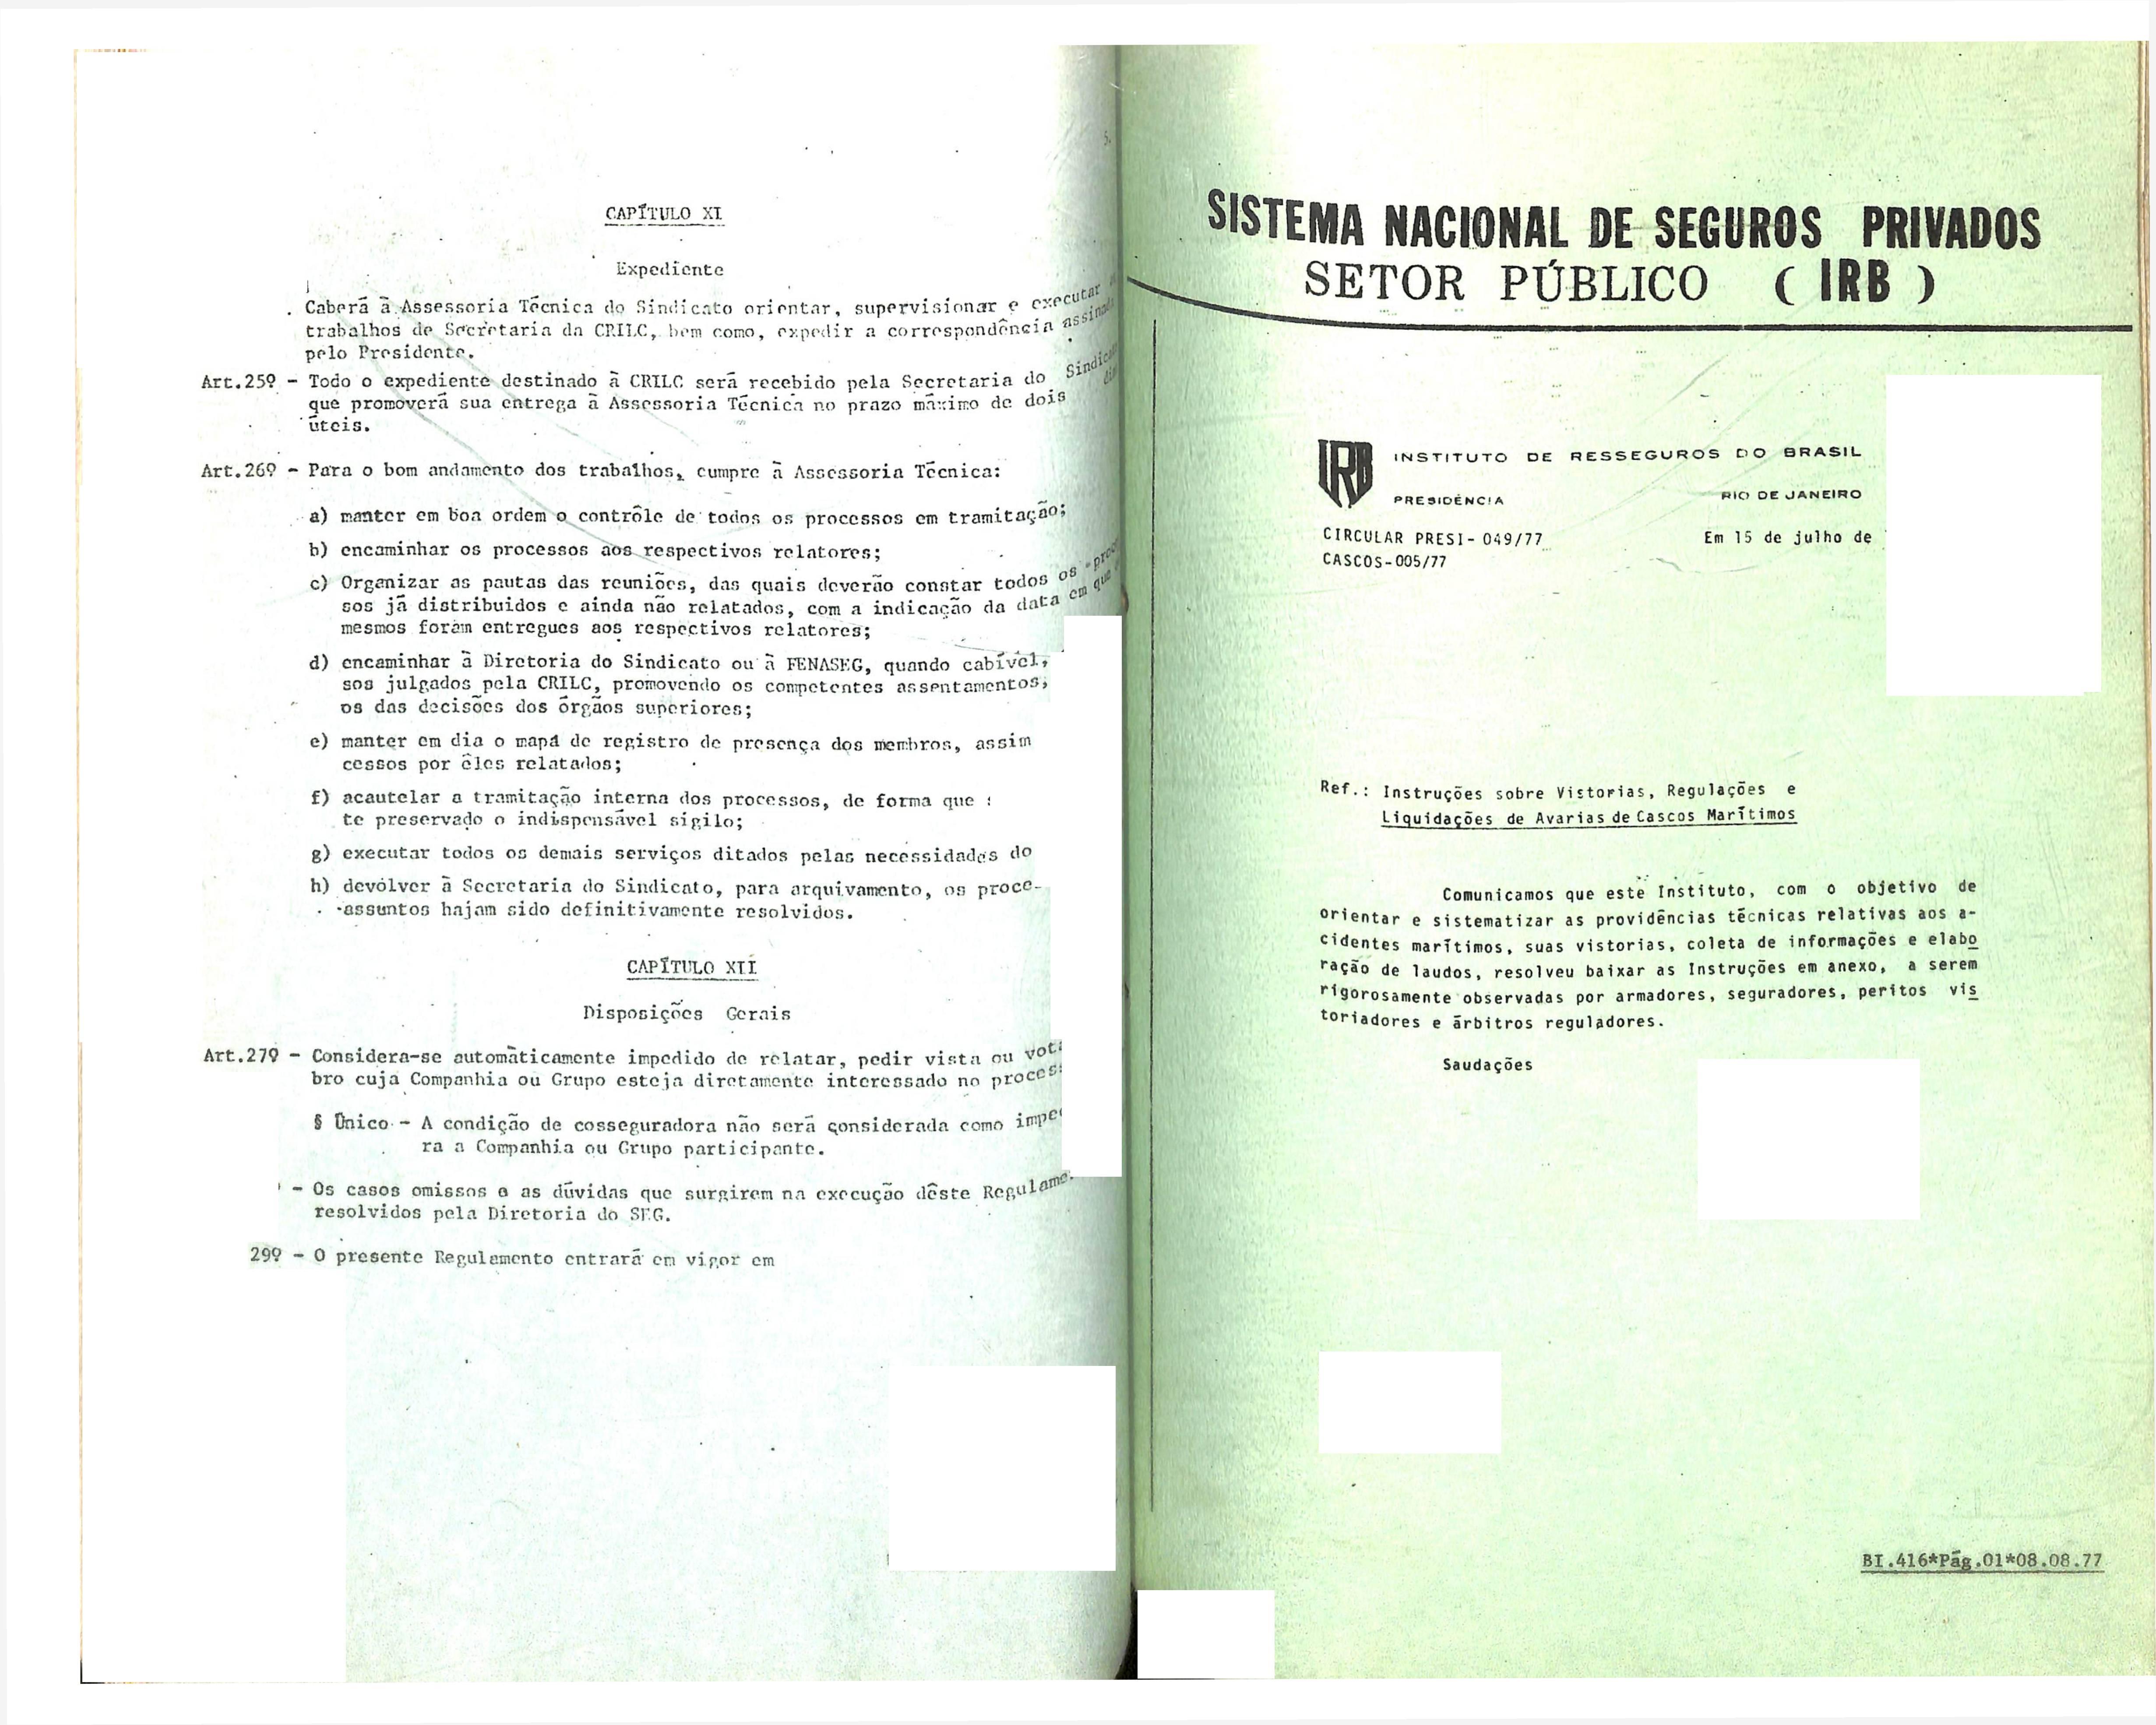 CAPÍTULO XI
Expediente
Caberá à Assessoria Técnica do Sindicato orientar, supervisionar e executar
trabalhos de Secretaria da CRILC, bem como, expedir a correspondência
pelo Presidente.
Art.25º - Todo o expediente destinado à CRILC será recebido pela Secretaria do
que promoverá sua entrega à Assessoria Técnica no prazo máximo de dois
úteis.
Art.26º - Para o bom andamento dos trabalhos, cumpre à Assessoria Técnica:
a) manter em boa ordem o contrôle de todos os processos em tramitação;
b) encaminhar os processos aos respectivos relatores;
c) Organizar as pautas das reuniões, das quais deverão constar todos os
sos já distribuidos e ainda não relatados, com a indicação da data em que
mesmos foram entregues aos respectivos relatores;
d) encaminhar à Diretoria do Sindicato ou à FENASEG, quando cabível,
sos julgados pela CRILC, promovendo os competentes assentamentos,
os das decisões dos órgãos superiores;
e) manter em dia o mapa de registro de presença dos membros, assim
cessos por êles relatados;
f) acautelar a tramitação interna dos processos, de forma que
te preservado o indispensável sigilo;
g) executar todos os demais serviços ditados pelas necessidades do
h) devolver à Secretaria do Sindicato, para arquivamento, os proce-
assuntos hajam sido definitivamente resolvidos.
CAPÍTULO XII
Disposições Gerais
Art.27º - Considera-se automàticamente impedido de relatar, pedir vista ou
bro cuja Companhia ou Grupo esteja diretamente interessado no
§ Único - A condição de cosseguradora não será considerada como
ra a Companhia ou Grupo participante.
- Os casos omissos e as dúvidas que surgirem na execução dêste
resolvidos pela Diretoria do SEG.
29º - O presente Regulamento entrará em vigor em
SISTEMA NACIONAL DE SEGUROS PRIVADOS
SETOR PÚBLICO ( IRB )
IRB INSTITUTO DE RESSEGUROS DO BRASIL
PRESIDÊNCIA RIO DE JANEIRO
CIRCULAR PRESI-049/77 Em 15 de julho de
CASCOS-005/77
Ref.: Instruções sobre Vistorias, Regulações e
Liquidações de Avarias de Cascos Marítimos
Comunicamos que este Instituto, com o objetivo de
orientar e sistematizar as providências técnicas relativas aos a-
cidentes marítimos, suas vistorias, coleta de informações e elabo
ração de laudos, resolveu baixar as Instruções em anexo, a serem
rigorosamente observadas por armadores, seguradores, peritos vis
toriadores e árbitros reguladores.
Saudações
BI.416*Pág.01*08.08.77